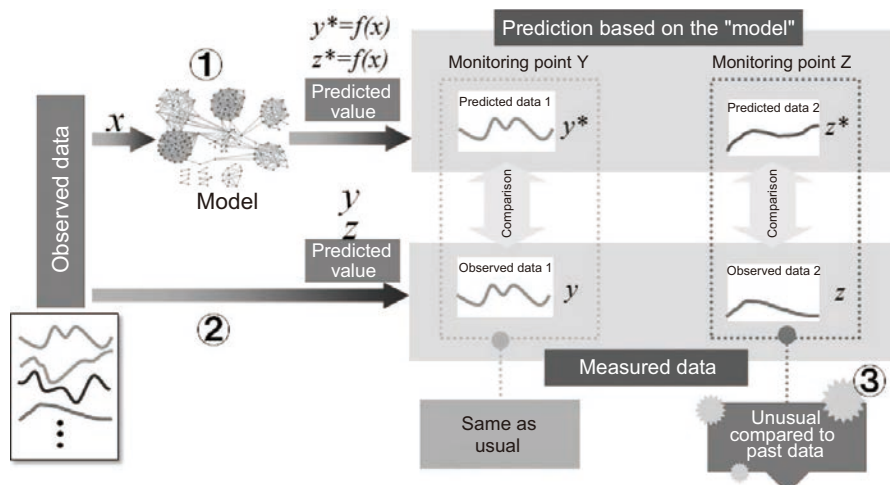 y*=f(x)
z*=f(x)
Prediction based on the "model"
①
Predicted
value
Monitoring point Y
Monitoring point Z
Observed data
x
Model
Predicted data 1
y*
Predicted data 2
z*
Comparison
Comparison
y
z
Predicted
value
②
Observed data 1
y
Observed data 2
z
Measured data
③
Same as
usual
Unusual
compared to
past data